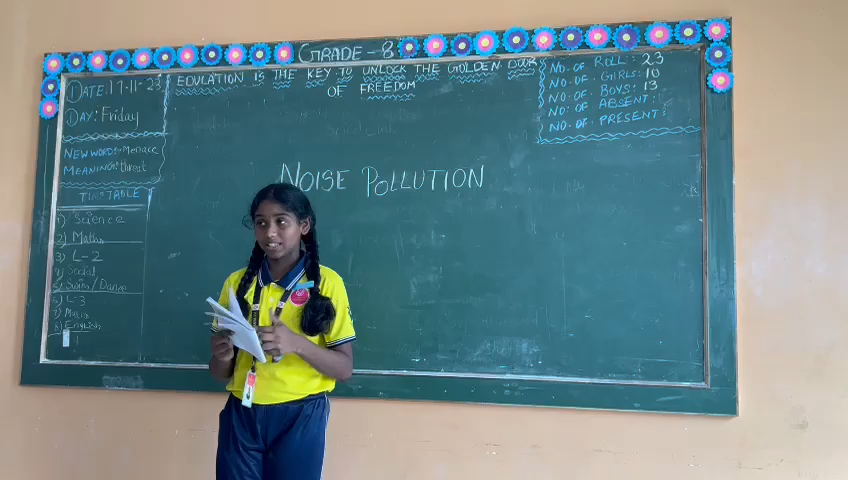 GRADE - 8
DATE: 17-11-23
DAY: Friday
NEW WORD:- Menace
MEANING:- threat
TIMETABLE
1) Science
2) Maths
3) L-2
4) Social
5) Swim / Dance
6) L-3
7) Maths
8) English
EDUCATION IS THE KEY TO UNLOCK THE GOLDEN DOOR
OF FREEDOM
NO. OF ROLL: 23
NO. OF GIRLS: 10
NO. OF BOYS: 13
NO. OF ABSENT:
NO. OF PRESENT:
NOISE POLLUTION